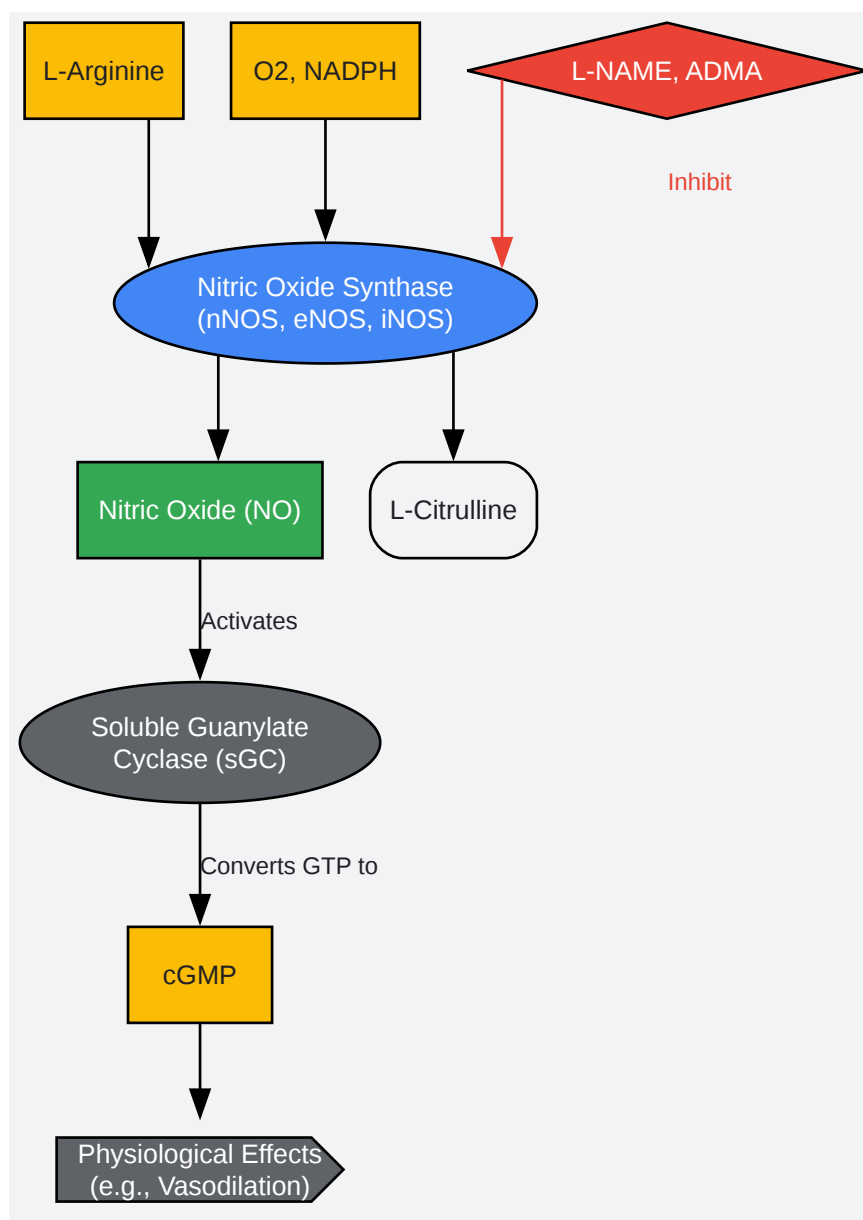 L-Arginine
O2, NADPH
L-NAME, ADMA
Inhibit
Nitric Oxide Synthase
(nNOS, eNOS, iNOS)
Nitric Oxide (NO)
L-Citrulline
Activates
Soluble Guanylate
Cyclase (sGC)
Converts GTP to
cGMP
Physiological Effects
(e.g., Vasodilation)